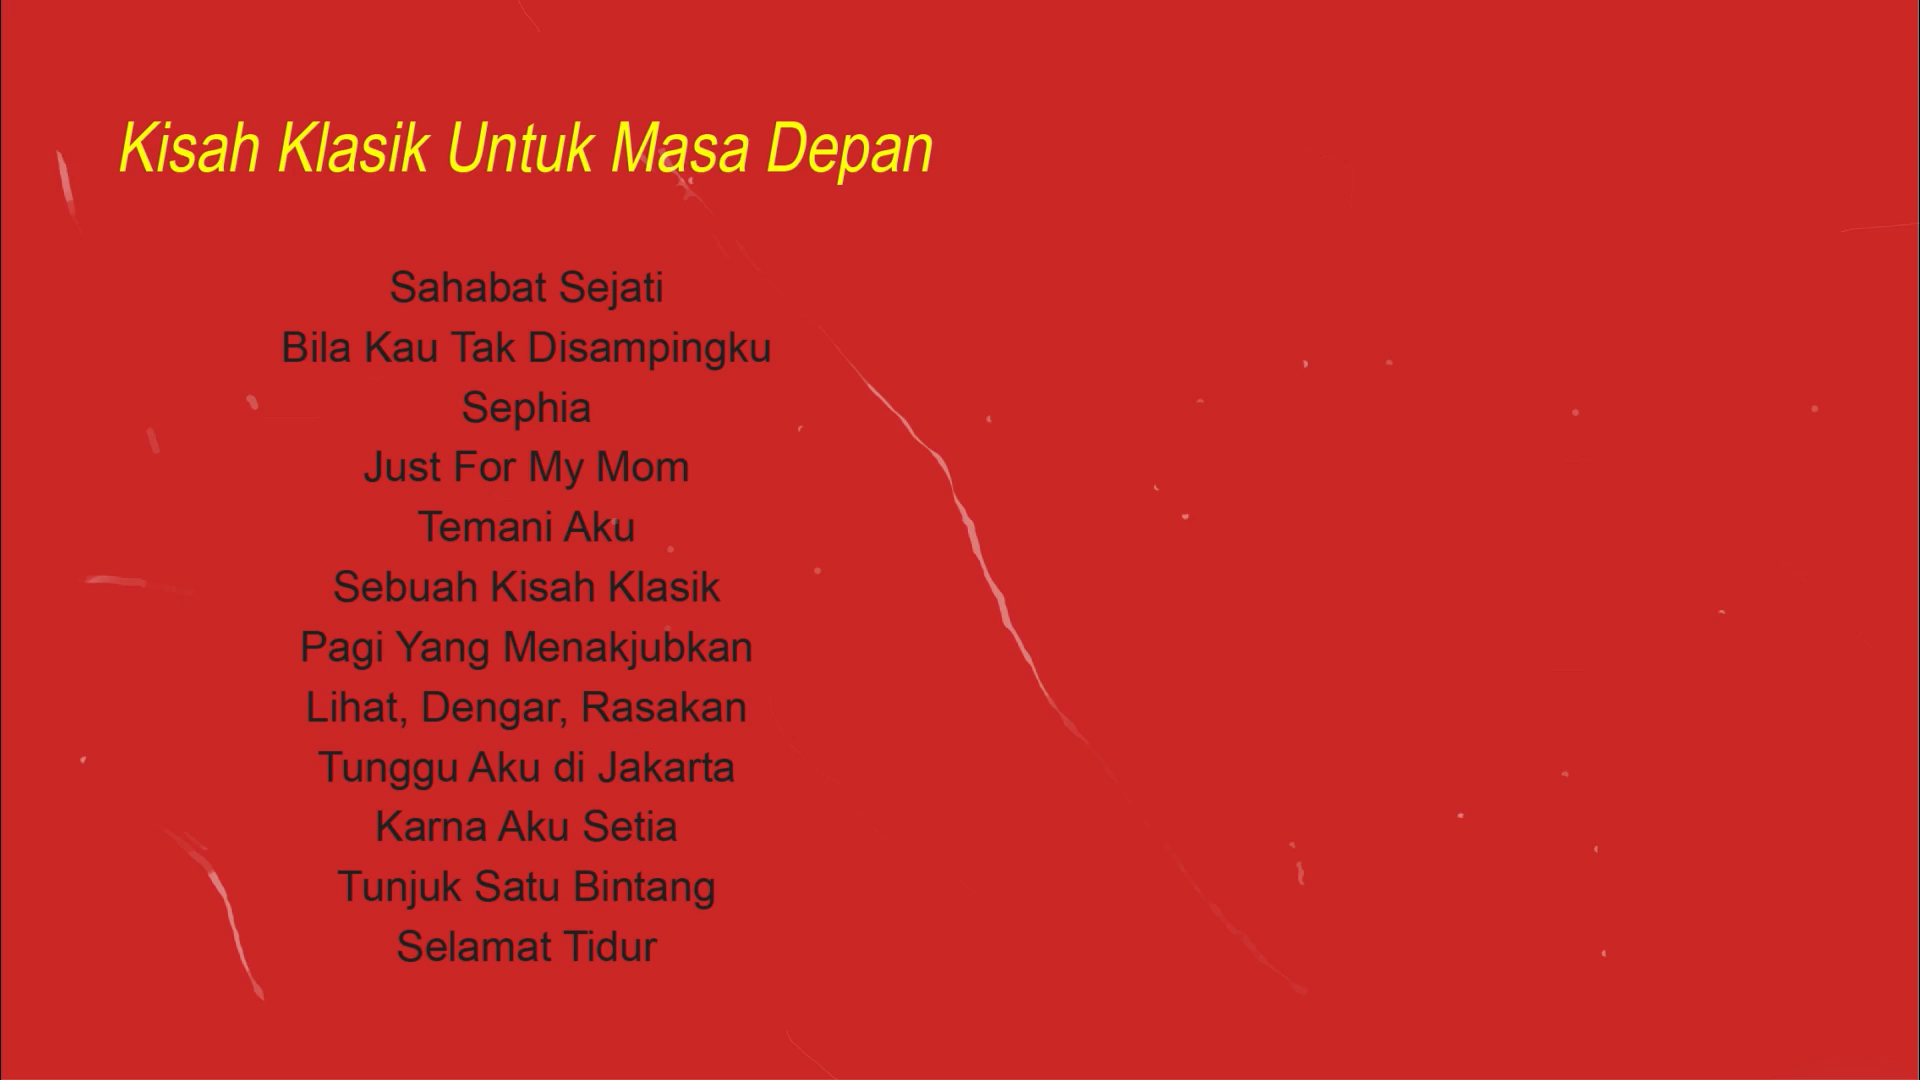 Kisah Klasik Untuk Masa Depan
Sahabat Sejati
Bila Kau Tak Disampingku
Sephia
Just For My Mom
Temani Aku
Sebuah Kisah Klasik
Pagi Yang Menakjubkan
Lihat, Dengar, Rasakan
Tunggu Aku di Jakarta
Karna Aku Setia
Tunjuk Satu Bintang
Selamat Tidur